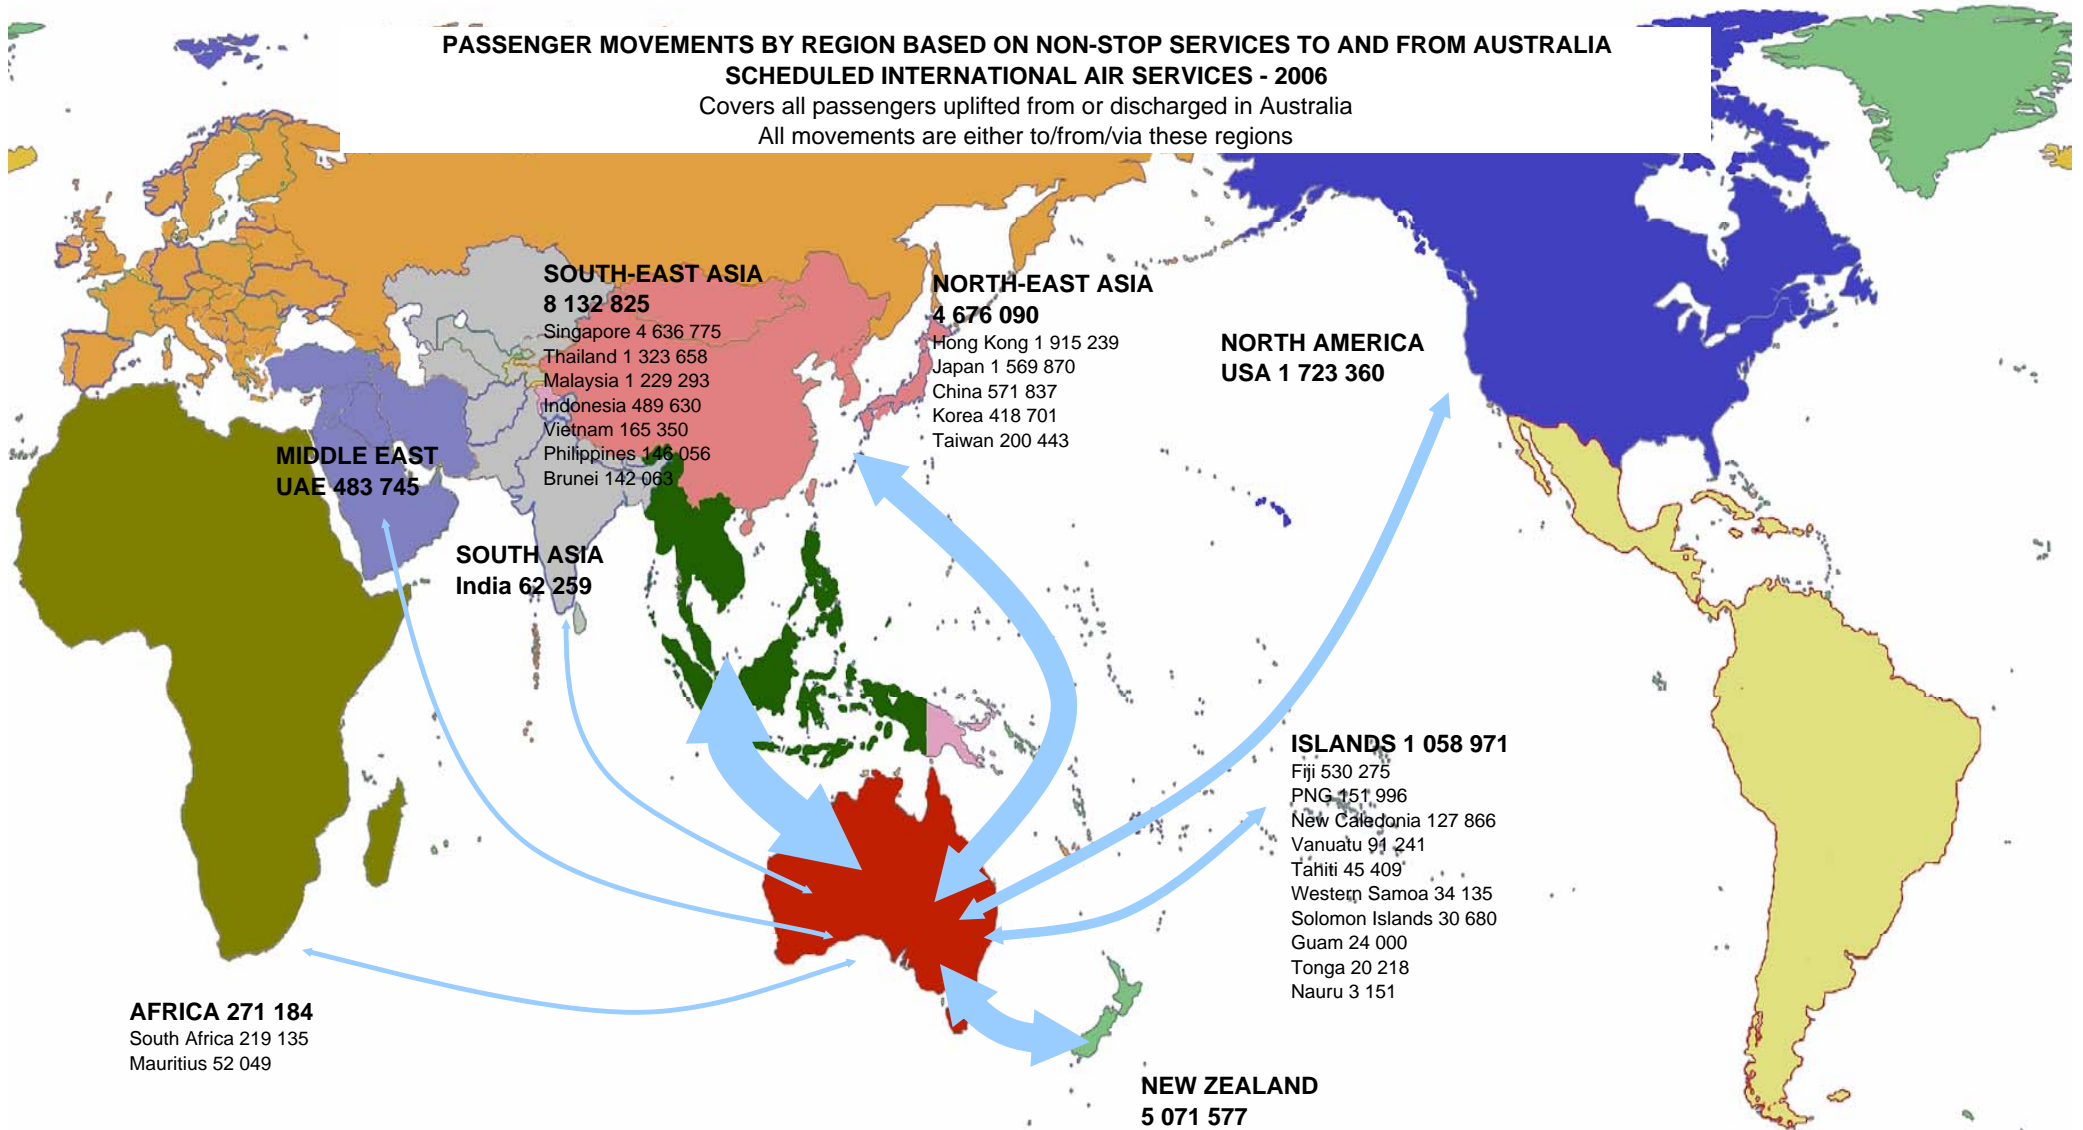 PASSENGER MOVEMENTS BY REGION BASED ON NON-STOP SERVICES TO AND FROM AUSTRALIA
SCHEDULED INTERNATIONAL AIR SERVICES - 2006
Covers all passengers uplifted from or discharged in Australia
All movements are either to/from/via these regions
SOUTH-EAST ASIA
8 132 825
Singapore 4 636 775
Thailand 1 323 658
Malaysia 1 229 293
Indonesia 489 630
Vietnam 165 350
Philippines 146 056
Brunei 142 063
NORTH-EAST ASIA
4 676 090
Hong Kong 1 915 239
Japan 1 569 870
China 571 837
Korea 418 701
Taiwan 200 443
NORTH AMERICA
USA 1 723 360
MIDDLE EAST
UAE 483 745
SOUTH ASIA
India 62 259
ISLANDS 1 058 971
Fiji 530 275
PNG 151 996
New Caledonia 127 866
Vanuatu 91 241
Tahiti 45 409
Western Samoa 34 135
Solomon Islands 30 680
Guam 24 000
Tonga 20 218
Nauru 3 151
AFRICA 271 184
South Africa 219 135
Mauritius 52 049
NEW ZEALAND
5 071 577